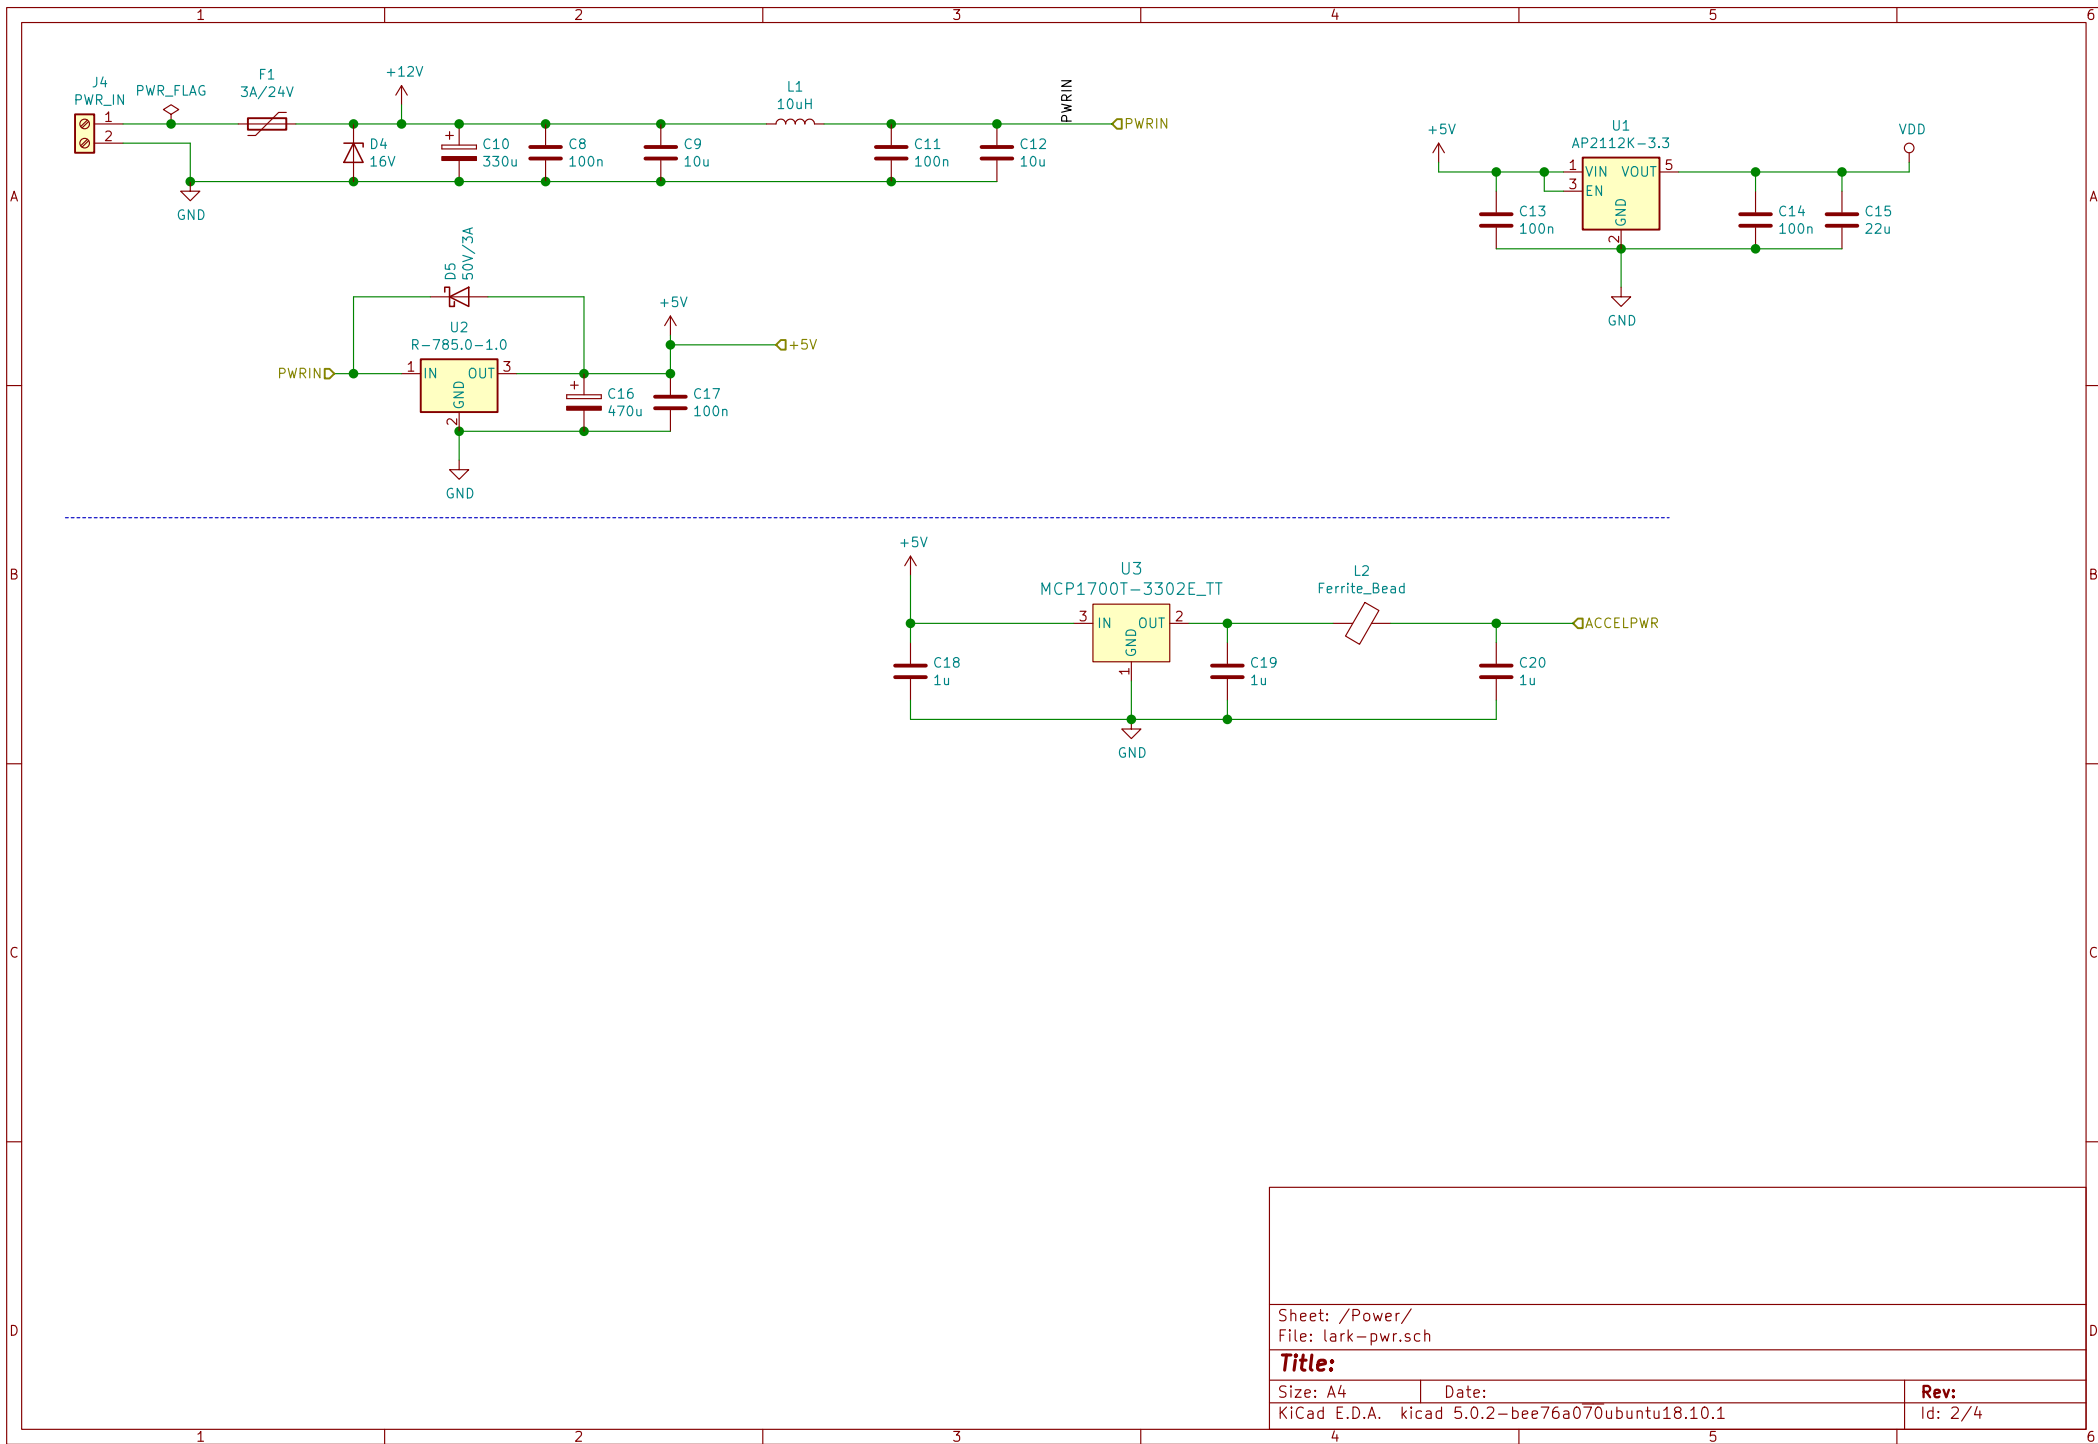 1 2 3 4 5 6
J4
PWR_IN
1
2
PWR_FLAG
F1
3A/24V
+12V
D4
16V
+
C10
330u
C8
100n
C9
10u
L1
10uH
C11
100n
C12
10u
PWRIN
PWRIN
GND
+5V
U1
AP2112K-3.3
1 VIN VOUT 5
3 EN
GND
2
VDD
C13
100n
C14
100n
C15
22u
GND
A A
D5
50V/3A
U2
R-785.0-1.0
+5V
+5V
PWRIN
1 IN OUT 3
GND
2
+
C16
470u
C17
100n
GND
+5V
U3
MCP1700T-3302E_TT
3 IN OUT 2
GND
1
L2
Ferrite_Bead
ACCELPWR
C18
1u
C19
1u
C20
1u
GND
B B
C C
D D
Sheet: /Power/
File: lark-pwr.sch
Title:
Size: A4 Date: Rev:
KiCad E.D.A. kicad 5.0.2-bee76a070ubuntu18.10.1 Id: 2/4
1 2 3 4 5 6